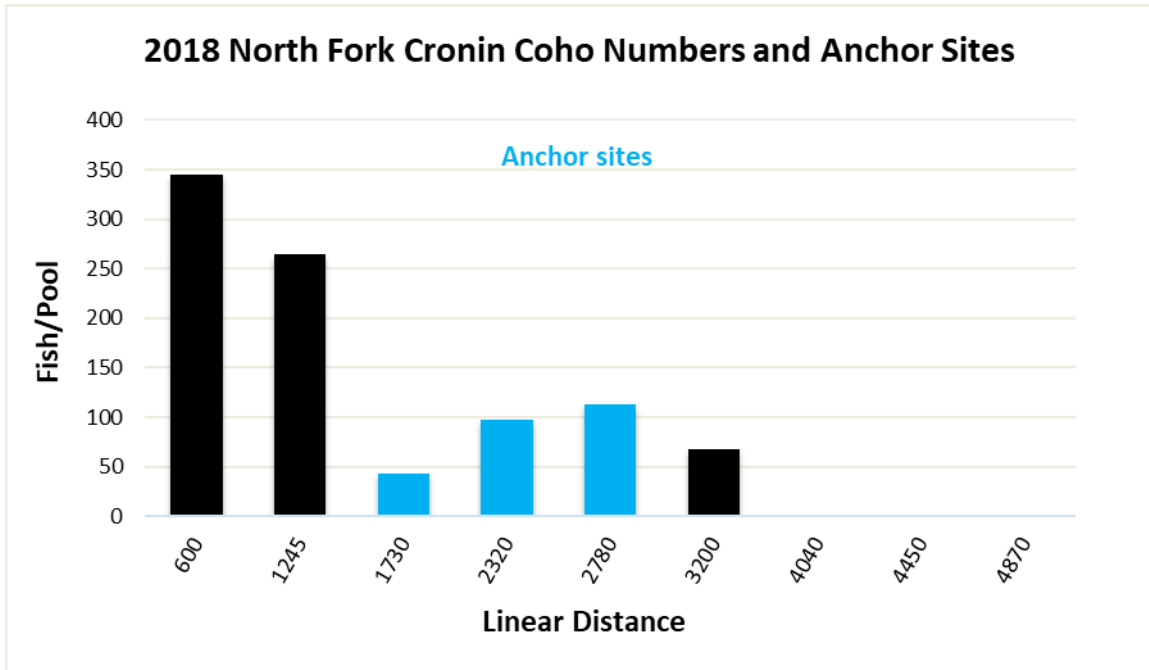 2018 North Fork Cronin Coho Numbers and Anchor Sites
400
Anchor sites
350
300
250
200
150
100
50
0
Fish/Pool
600 1245 1730 2320 2780 3200 4040 4450 4870
Linear Distance